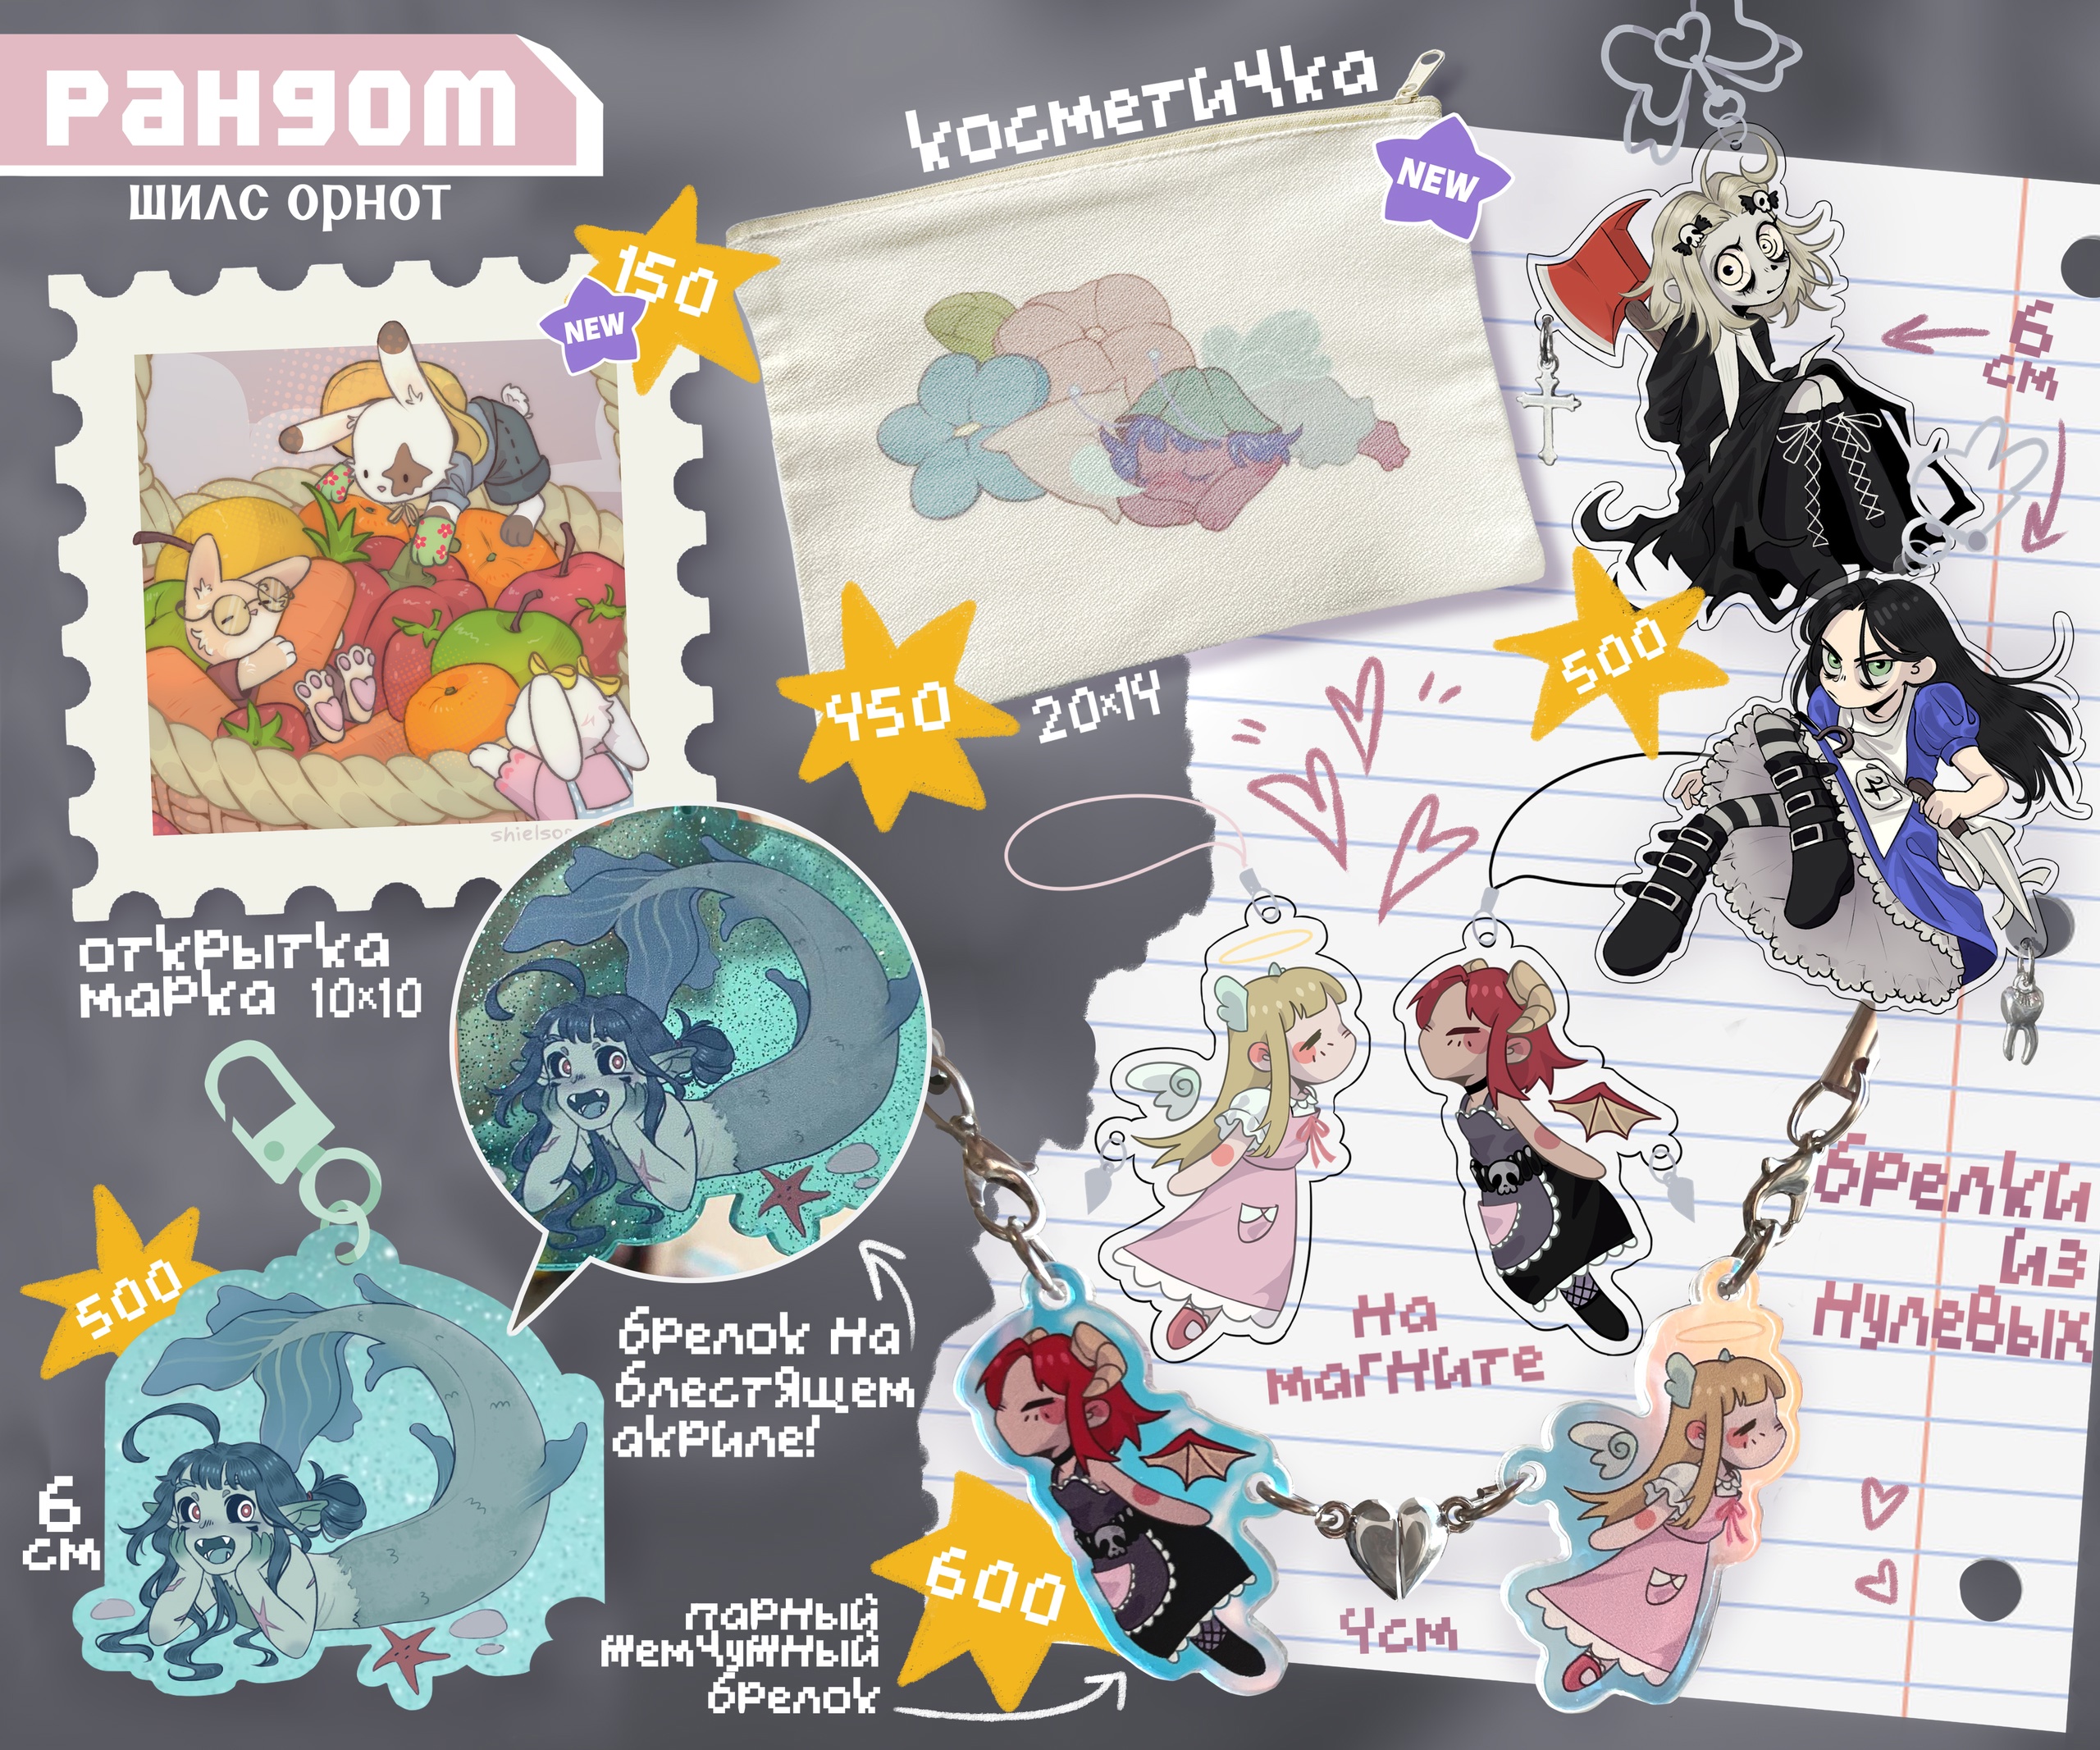 рандом
шилс орнот
косметичка
NEW
150
NEW
6
см
500
450
20×14
shielsor
открытка
марка 10×10
500
брелок на
блестящем
акриле!
6
см
брелки
из
нулевых
на
магните
600
4см
парный
жемчужный
брелок